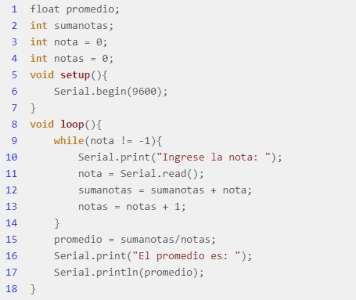 1 float promedio;
2 int sumanotas;
3 int nota = 0;
4 int notas = 0;
5 void setup(){
6     Serial.begin(9600);
7 }
8 void loop(){
9     while(nota != -1){
10         Serial.print("Ingrese la nota: ");
11         nota = Serial.read();
12         sumanotas = sumanotas + nota;
13         notas = notas + 1;
14     }
15     promedio = sumanotas/notas;
16     Serial.print("El promedio es: ");
17     Serial.println(promedio);
18 }